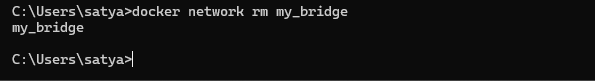 C:\Users\satya>docker network rm my_bridge
my_bridge
C:\Users\satya>